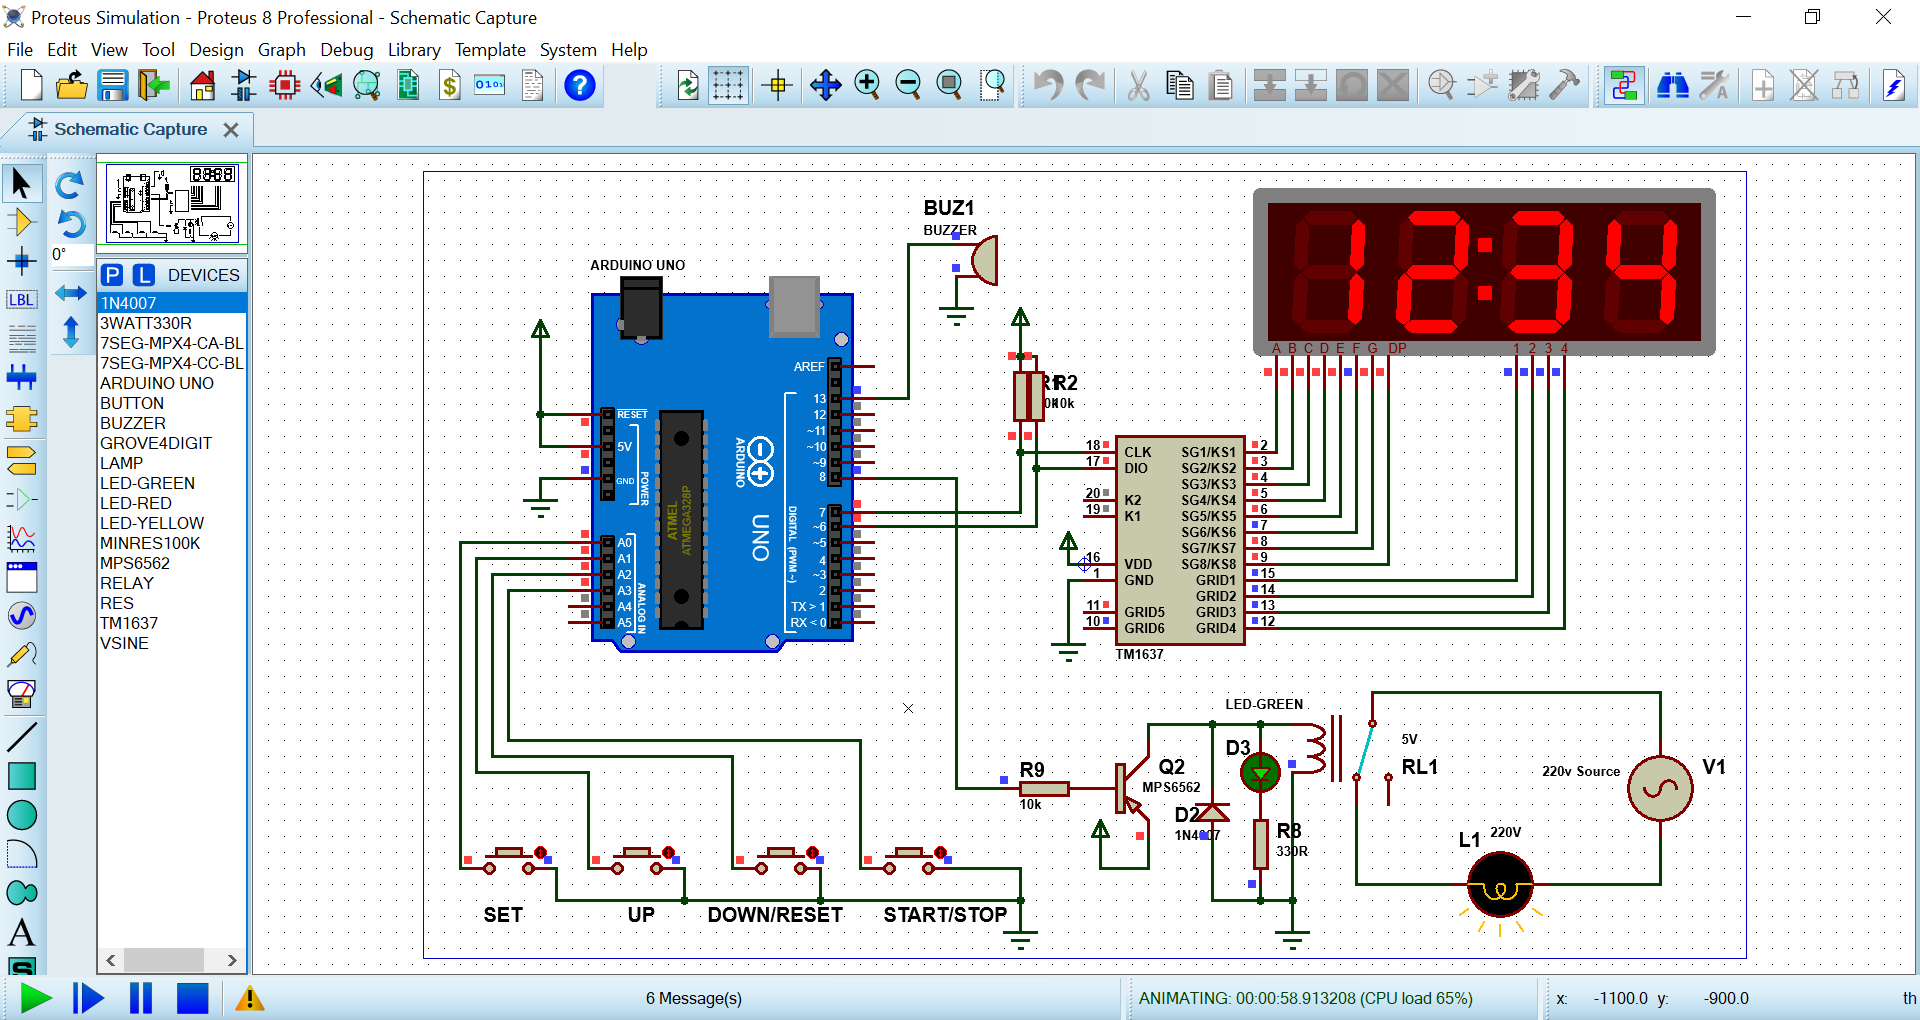 Proteus Simulation - Proteus 8 Professional - Schematic Capture
File Edit View Tool Design Graph Debug Library Template System Help
Schematic Capture
0°
LBL
P L DEVICES
1N4007
3WATT330R
7SEG-MPX4-CA-BL
7SEG-MPX4-CC-BL
ARDUINO UNO
BUTTON
BUZZER
GROVE4DIGIT
LAMP
LED-GREEN
LED-RED
LED-YELLOW
MINRES100K
MPS6562
RELAY
RES
TM1637
VSINE
BUZ1
BUZZER
12:34
A B C D E F G DP 1 2 3 4
ARDUINO UNO
AREF
13
12
~11
~10
~9
8
7
~6
~5
4
~3
2
TX > 1
RX < 0
DIGITAL (PWM ~)
RESET
5V
GND
POWER
A0
A1
A2
A3
A4
A5
ANALOG IN
ATMEL
ATMEGA328P
ARDUINO
UNO
R2
10k
18 CLK SG1/KS1 2
17 DIO SG2/KS2 3
SG3/KS3 4
20 K2 SG4/KS4 5
19 K1 SG5/KS5 6
SG6/KS6 7
SG7/KS7 8
16 VDD SG8/KS8 9
1 GND GRID1 15
GRID2 14
11 GRID5 GRID3 13
10 GRID6 GRID4 12
TM1637
LED-GREEN
D3
Q2
MPS6562
R9
10k
D2
1N4007
R8
330R
5V
RL1
220v Source
V1
L1
220V
SET
UP
DOWN/RESET
START/STOP
6 Message(s)
ANIMATING: 00:00:58.913208 (CPU load 65%)
x: -1100.0 y: -900.0 th